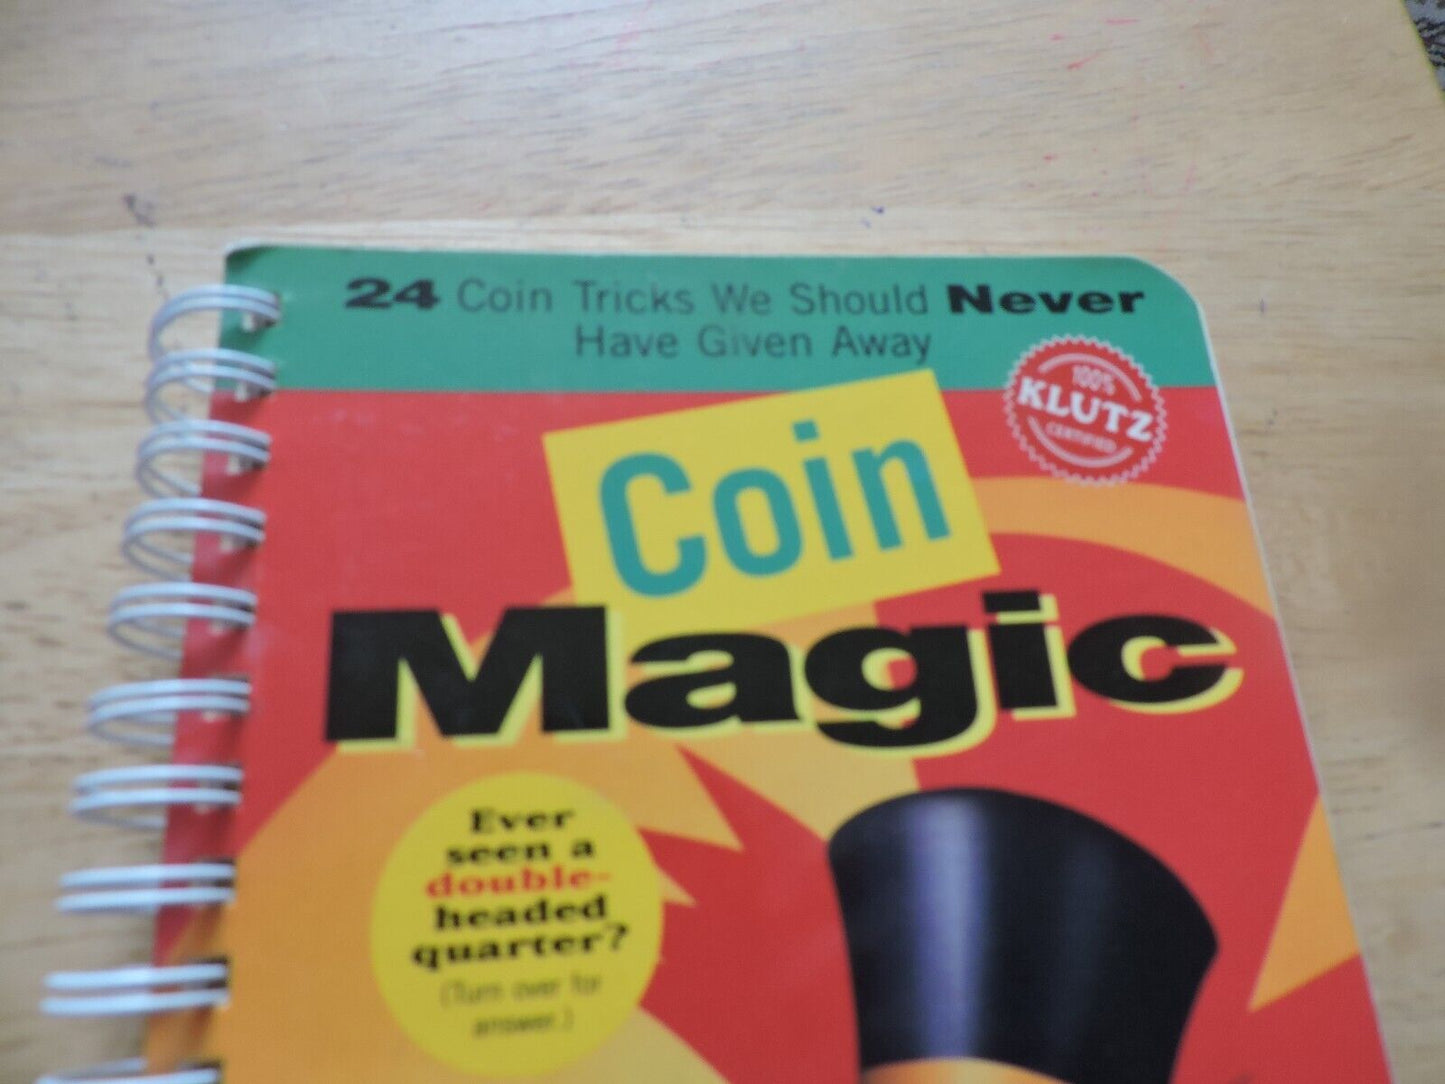 24 Coin Tricks We Should Never
Have Given Away
100%
KLUTZ
CERTIFIED
Coin
Magic
Ever
seen a
double-
headed
quarter?
(Turn over for
answer.)